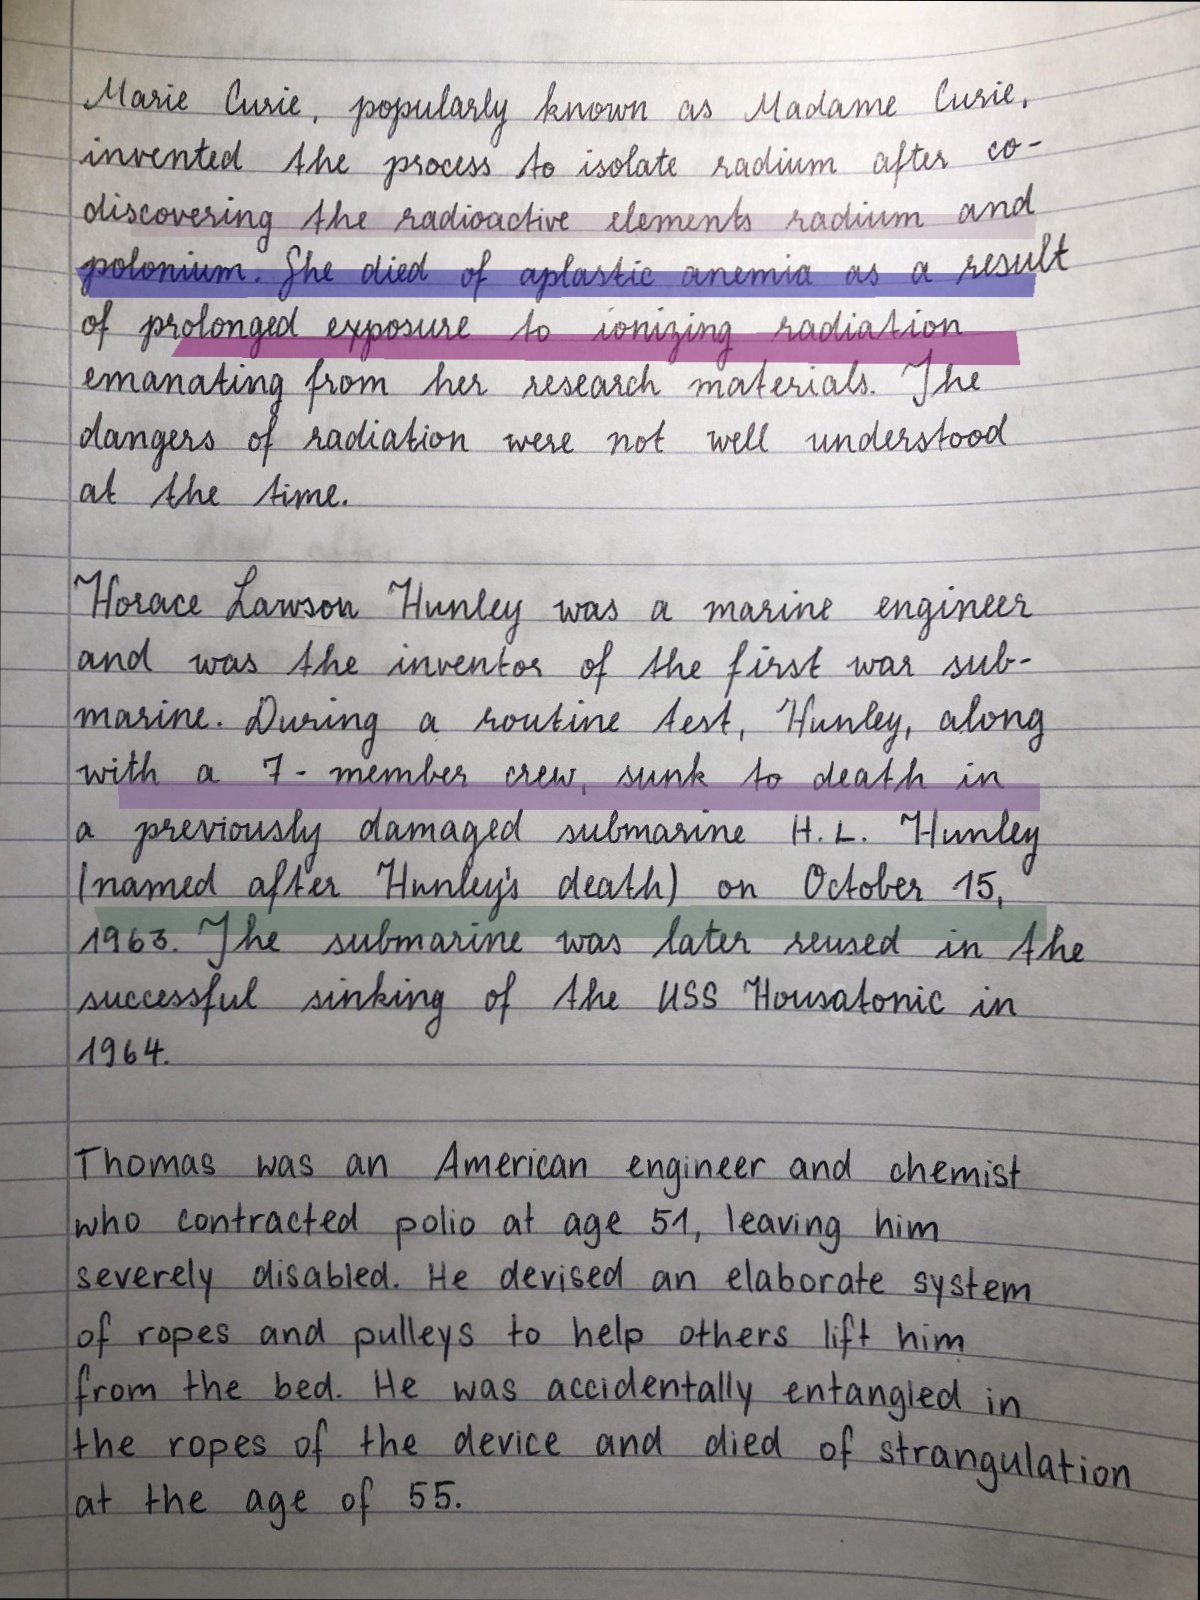 Marie Curie, popularly known as Madame Curie,
invented the process to isolate radium after co-
discovering the radioactive elements radium and
polonium. She died of aplastic anemia as a result
of prolonged exposure to ionizing radiation
emanating from her research materials. The
dangers of radiation were not well understood
at the time.
Horace Lawson Hunley was a marine engineer
and was the inventor of the first war sub-
marine. During a routine test, Hunley, along
with a 7-member crew, sunk to death in
a previously damaged submarine H.L. Hunley
(named after Hunley's death) on October 15,
1963. The submarine was later reused in the
successful sinking of the USS Housatonic in
1964.
Thomas was an American engineer and chemist
who contracted polio at age 51, leaving him
severely disabled. He devised an elaborate system
of ropes and pulleys to help others lift him
from the bed. He was accidentally entangled in
the ropes of the device and died of strangulation
at the age of 55.